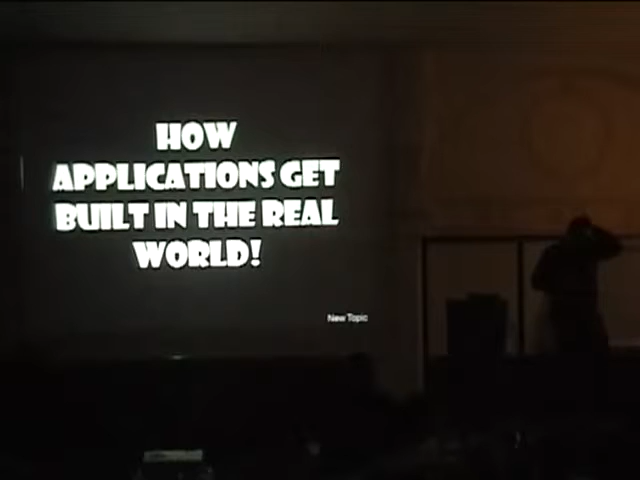 HOW
APPLICATIONS GET
BUILT IN THE REAL
WORLD!
New Topic